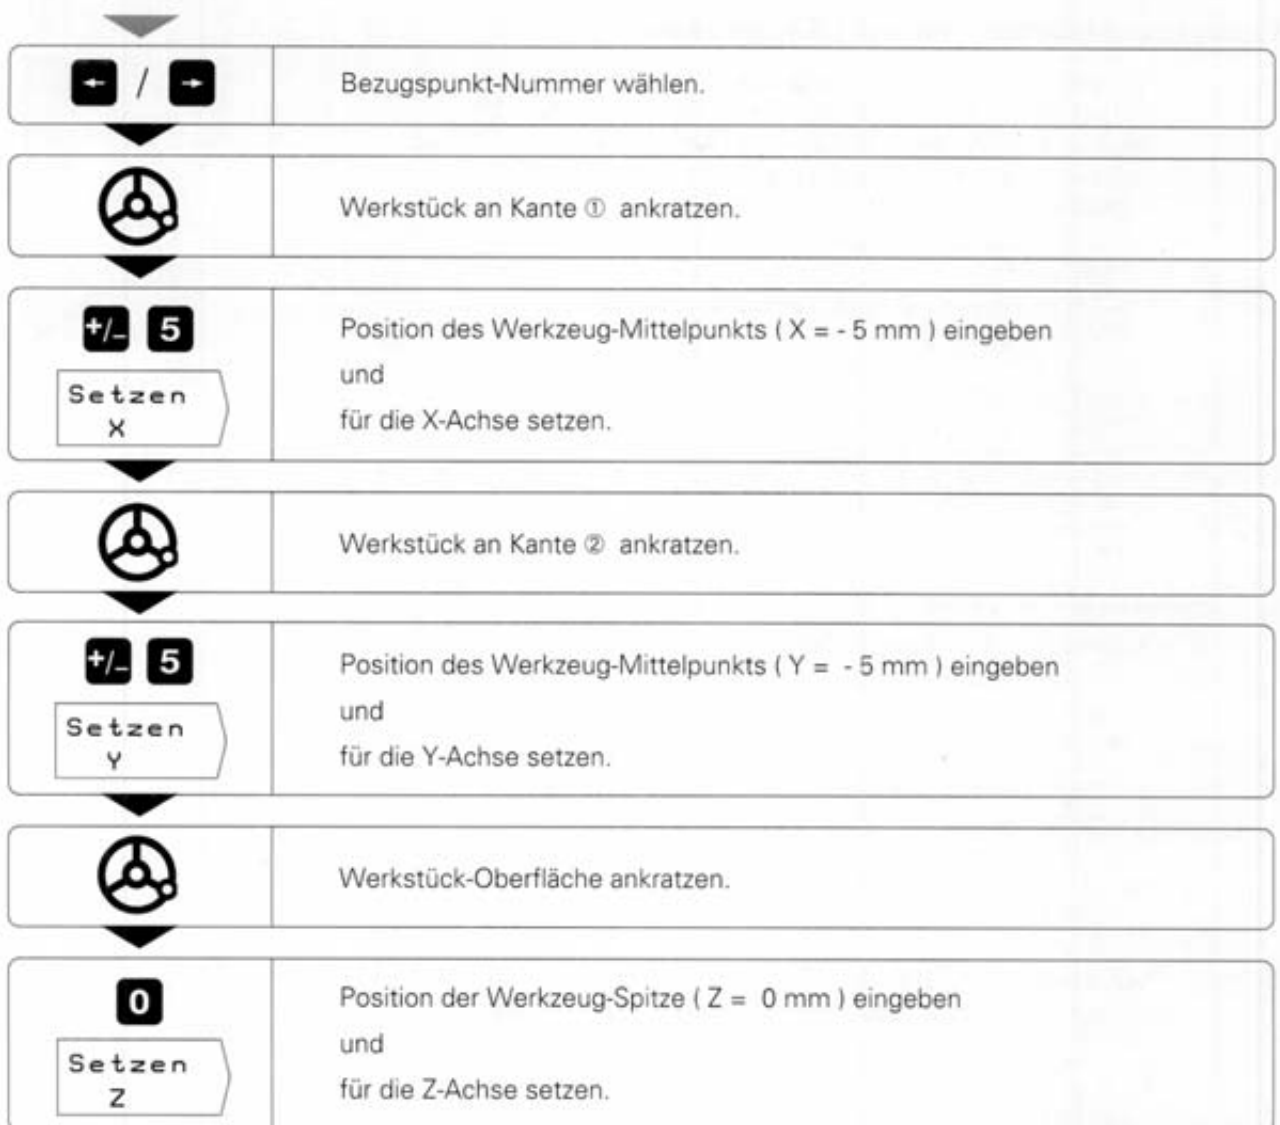 ← / →
Bezugspunkt-Nummer wählen.
Werkstück an Kante ① ankratzen.
+/− 5
Setzen
X
Position des Werkzeug-Mittelpunkts ( X = - 5 mm ) eingeben
und
für die X-Achse setzen.
Werkstück an Kante ② ankratzen.
+/− 5
Setzen
Y
Position des Werkzeug-Mittelpunkts ( Y = - 5 mm ) eingeben
und
für die Y-Achse setzen.
Werkstück-Oberfläche ankratzen.
0
Setzen
Z
Position der Werkzeug-Spitze ( Z = 0 mm ) eingeben
und
für die Z-Achse setzen.